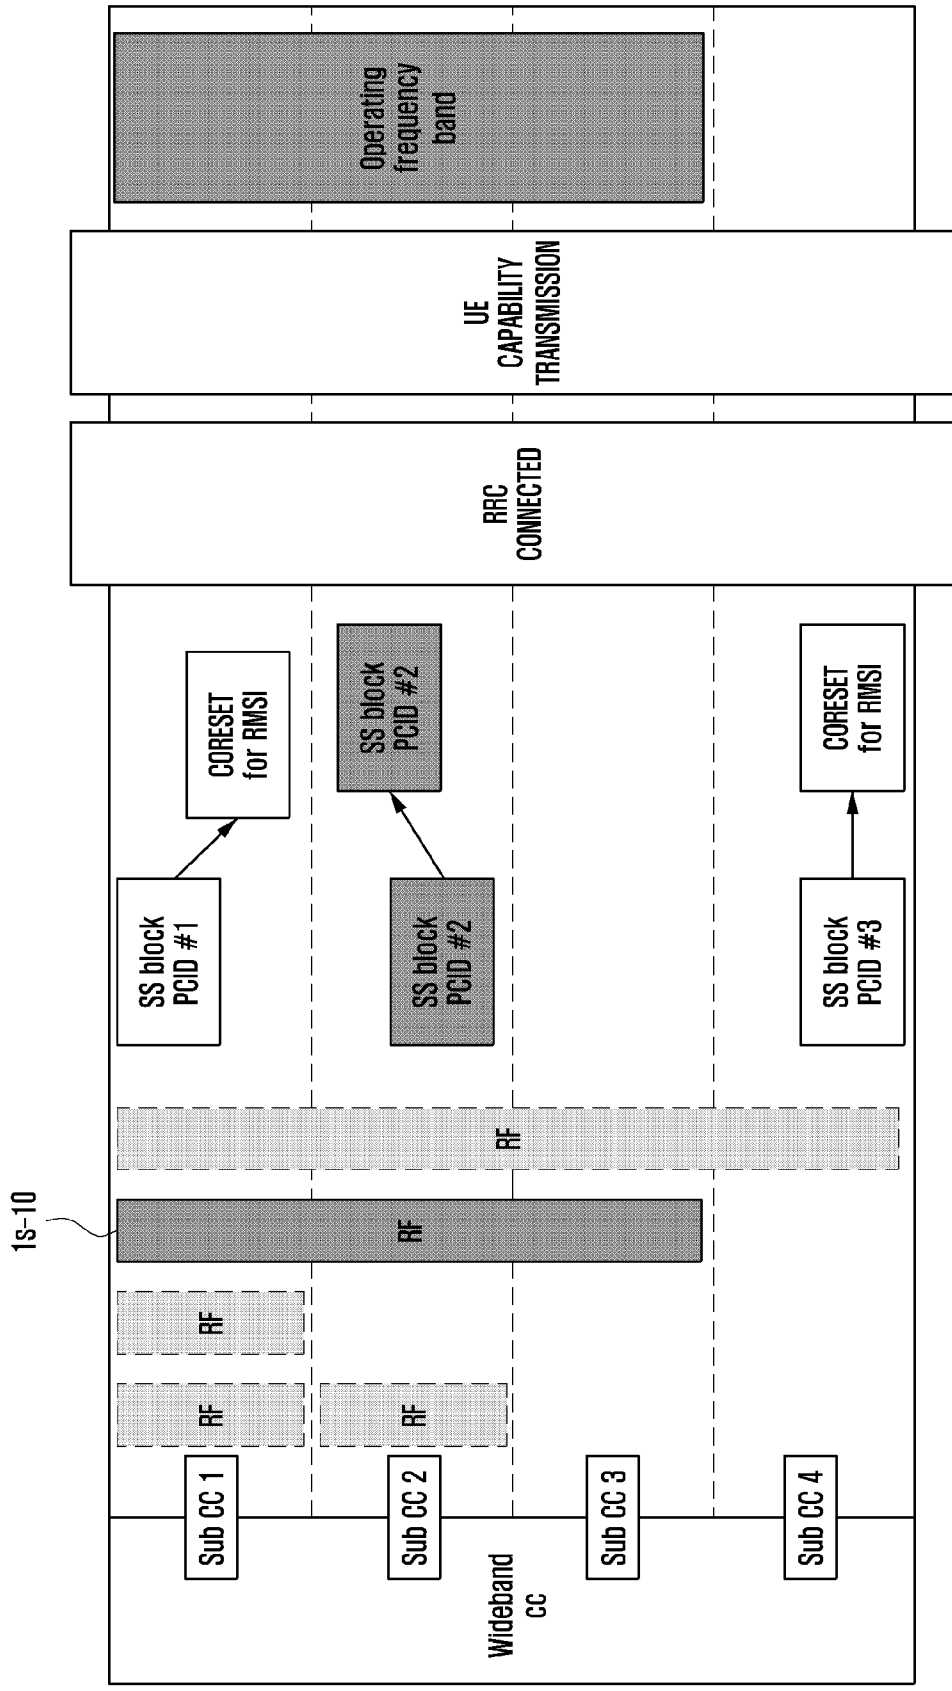 1s-10
Wideband
CC
Sub CC 1
Sub CC 2
Sub CC 3
Sub CC 4
RF
RF
RF
RF
RF
SS block
PCID #1
CORESET
for RMSI
SS block
PCID #2
SS block
PCID #2
SS block
PCID #3
CORESET
for RMSI
RRC
CONNECTED
UE
CAPABILITY
TRANSMISSION
Operating
frequency
band